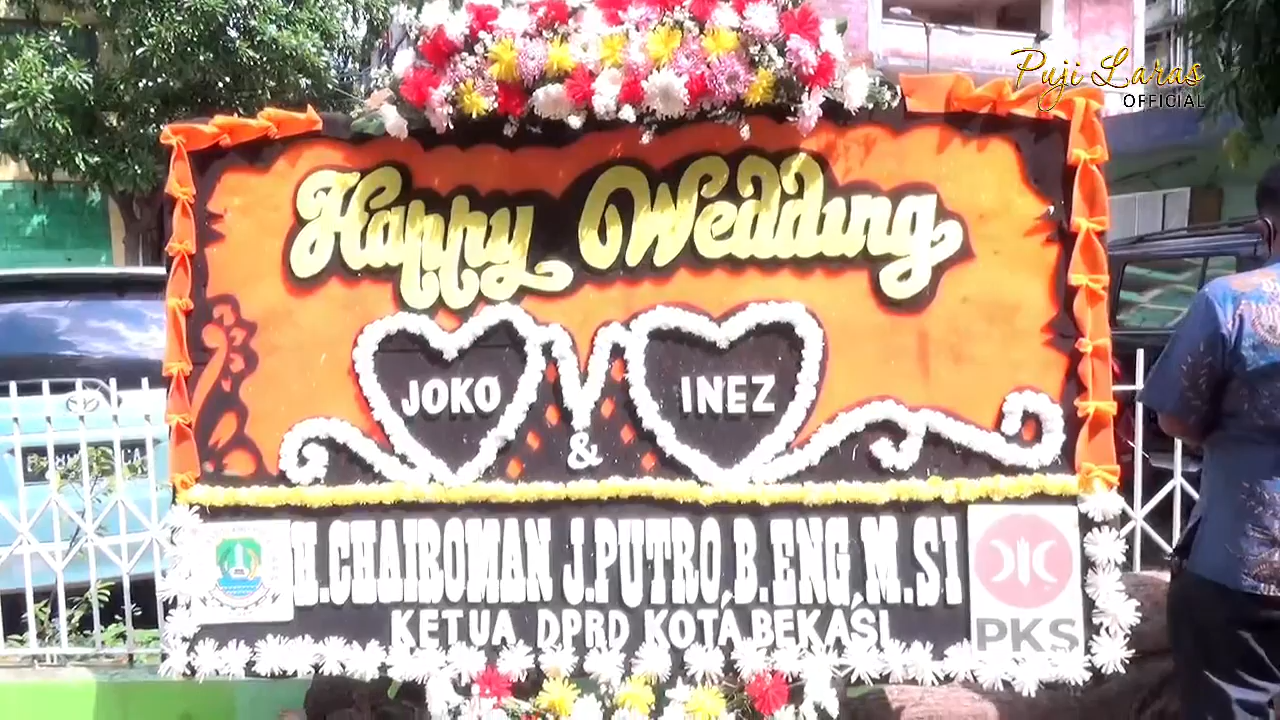 Puji Laras
OFFICIAL
Happy Wedding
JOKO
INEZ
&
H.CHAIROMAN J.PUTRO, B.ENG, M.SI
KETUA DPRD KOTA BEKASI
PKS